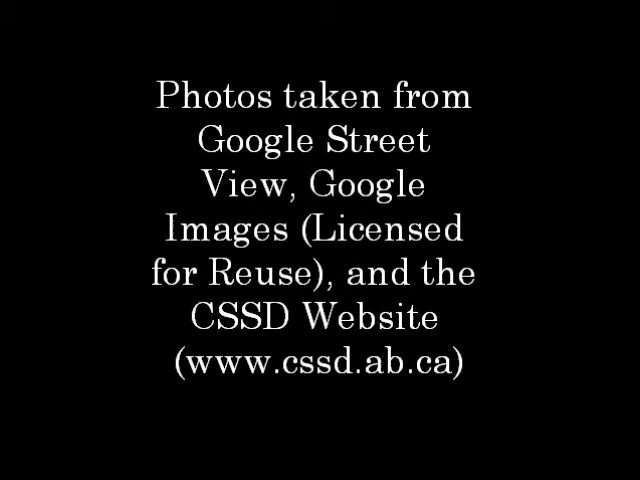 Photos taken from
Google Street
View, Google
Images (Licensed
for Reuse), and the
CSSD Website
(www.cssd.ab.ca)